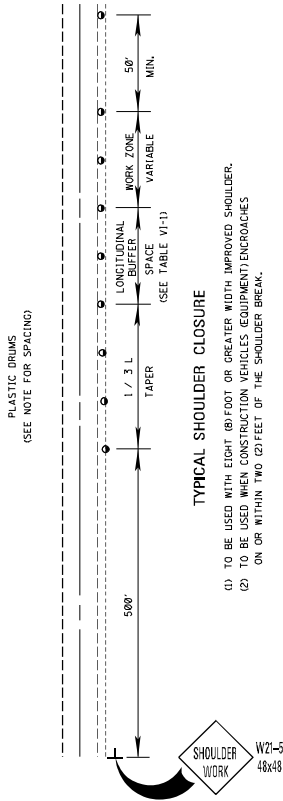 PLASTIC DRUMS
(SEE NOTE FOR SPACING)
500'
1 / 3 L
TAPER
LONGITUDINAL
BUFFER
SPACE
(SEE TABLE VI-1)
WORK ZONE
VARIABLE
50'
MIN.
TYPICAL SHOULDER CLOSURE
(1) TO BE USED WITH EIGHT (8) FOOT OR GREATER WIDTH IMPROVED SHOULDER.
(2) TO BE USED WHEN CONSTRUCTION VEHICLES (EQUIPMENT) ENCROACHES
ON OR WITHIN TWO (2) FEET OF THE SHOULDER BREAK.
SHOULDER
WORK
W21-5
48x48